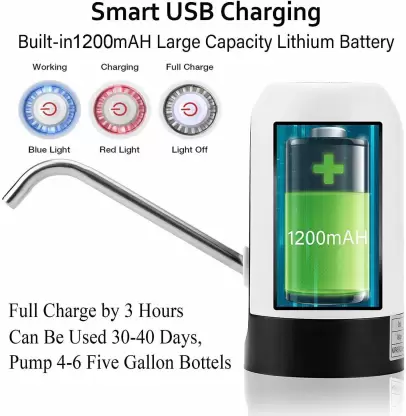 Smart USB Charging
Built-in1200mAH Large Capacity Lithium Battery
Working Charging Full Charge
Blue Light Red Light Light Off
1200mAH
Full Charge by 3 Hours
Can Be Used 30-40 Days,
Pump 4-6 Five Gallon Bottels